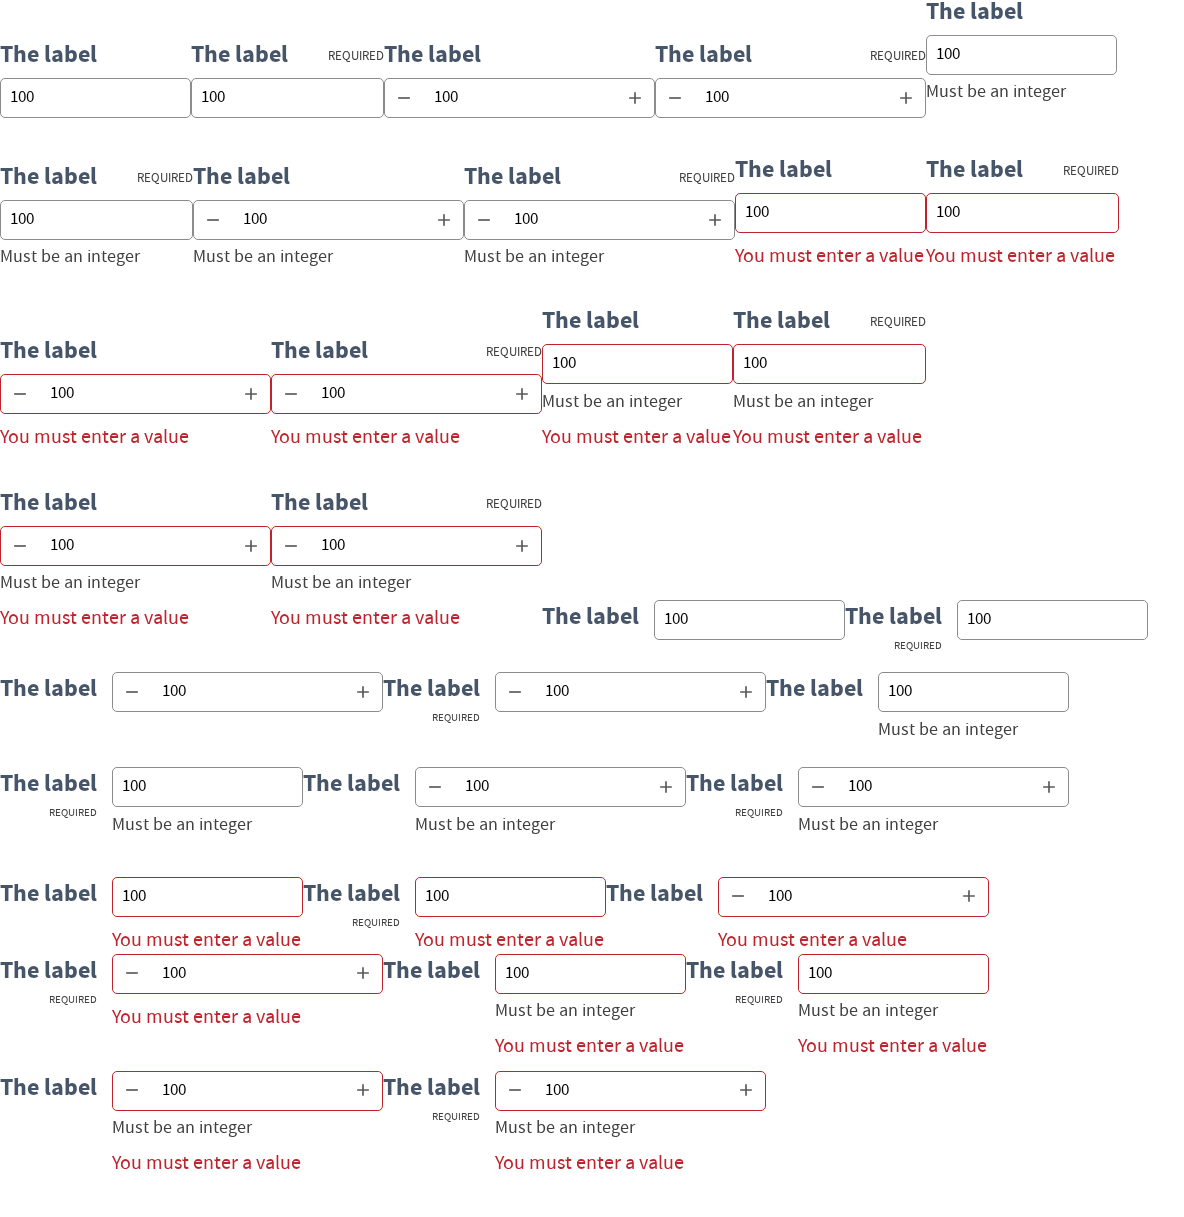 The label
The label REQUIRED The label The label REQUIRED
100
100 100 100 100
Must be an integer
The label REQUIRED The label The label REQUIRED The label The label REQUIRED
100 100 100 100 100
Must be an integer Must be an integer Must be an integer You must enter a value You must enter a value
The label The label REQUIRED
The label The label REQUIRED
100 100
100 100
Must be an integer Must be an integer
You must enter a value You must enter a value You must enter a value You must enter a value
The label The label REQUIRED
100 100
Must be an integer Must be an integer
You must enter a value You must enter a value The label 100 The label 100
REQUIRED
The label 100 The label 100 The label 100
REQUIRED
Must be an integer
The label 100 The label 100 The label 100
REQUIRED REQUIRED
Must be an integer Must be an integer Must be an integer
The label 100 The label 100 The label 100
REQUIRED
You must enter a value You must enter a value You must enter a value
The label 100 The label 100 The label 100
REQUIRED REQUIRED
Must be an integer Must be an integer
You must enter a value
You must enter a value You must enter a value
The label 100 The label 100
REQUIRED
Must be an integer Must be an integer
You must enter a value You must enter a value